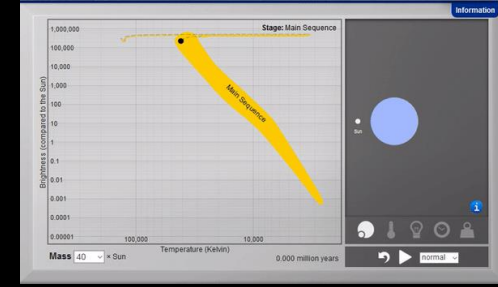 Information
Stage: Main Sequence
1,000,000
100,000
10,000
1,000
100
10
1
0.1
0.01
0.001
0.0001
0.00001
Brightness (compared to the Sun)
Main Sequence
100,000
10,000
Temperature (Kelvin)
Mass 40 × Sun
0.000 million years
Sun
i
normal